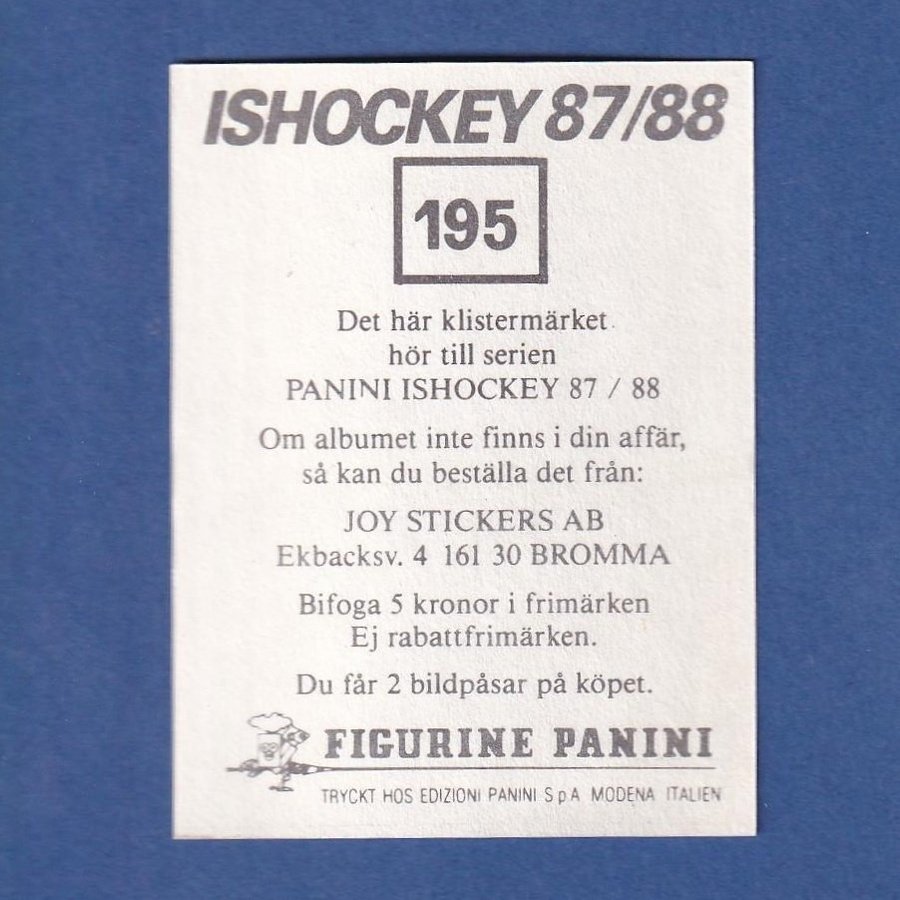 ISHOCKEY 87/88
195
Det här klistermärket
hör till serien
PANINI ISHOCKEY 87 / 88
Om albumet inte finns i din affär,
så kan du beställa det från:
JOY STICKERS AB
Ekbacksv. 4 161 30 BROMMA
Bifoga 5 kronor i frimärken
Ej rabattfrimärken.
Du får 2 bildpåsar på köpet.
FIGURINE PANINI
TRYCKT HOS EDIZIONI PANINI S p A MODENA ITALIEN